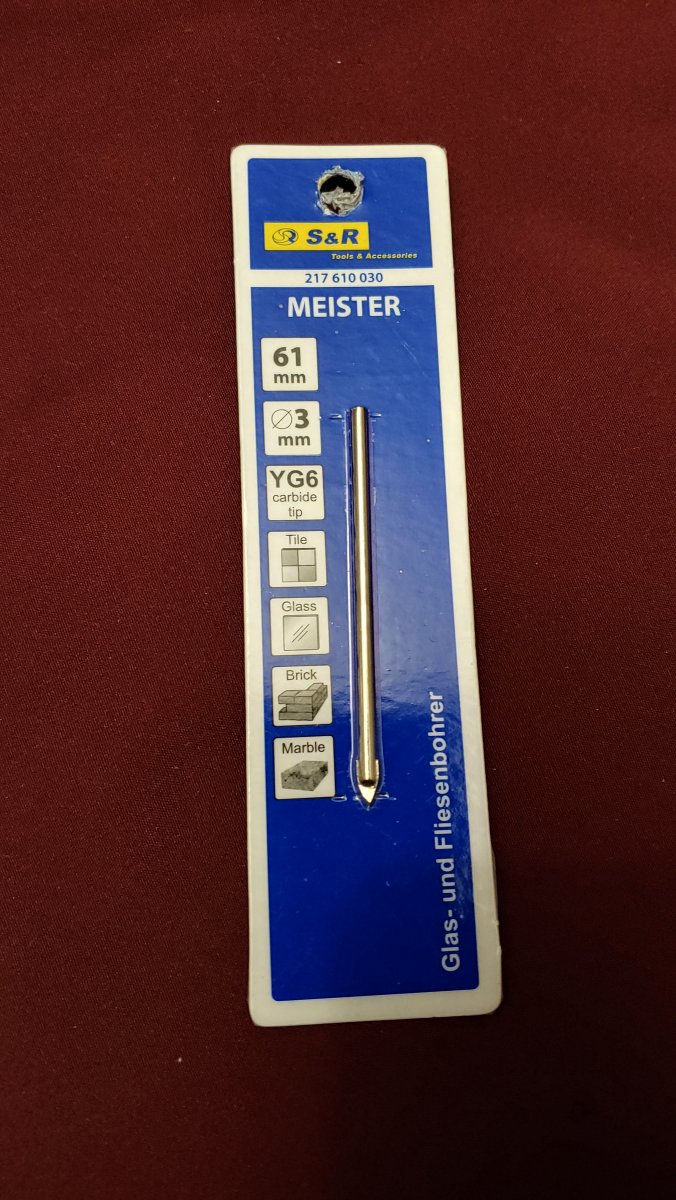 S&R
Tools & Accessories
217 610 030
MEISTER
61
mm
Ø3
mm
YG6
carbide
tip
Tile
Glass
Brick
Marble
Glas- und Fliesenbohrer